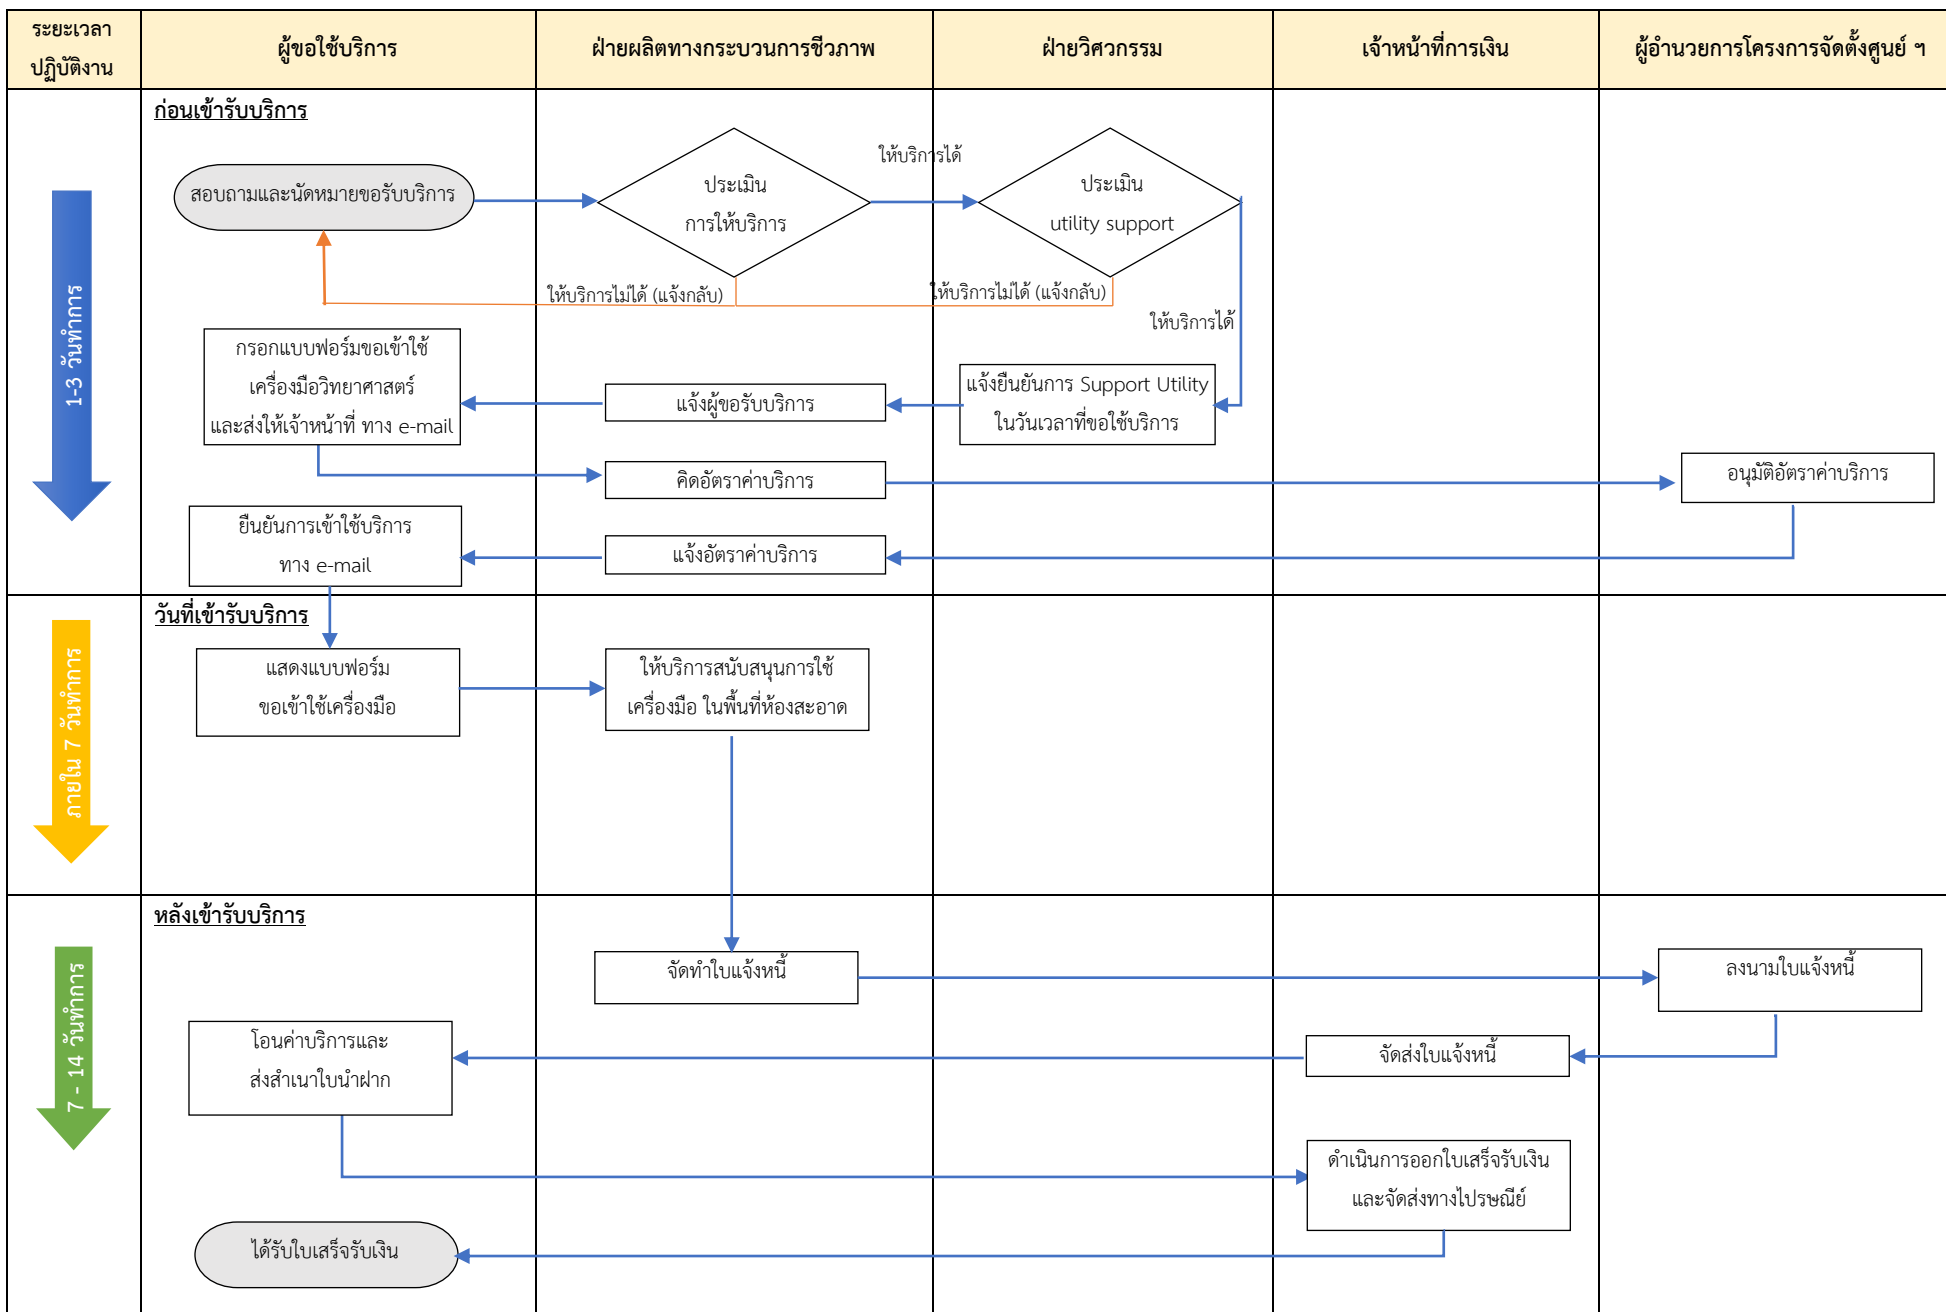 ระยะเวลา
ปฏิบัติงาน
ผู้ขอใช้บริการ
ฝ่ายผลิตทางกระบวนการชีวภาพ
ฝ่ายวิศวกรรม
เจ้าหน้าที่การเงิน
ผู้อำนวยการโครงการจัดตั้งศูนย์ ฯ
1-3 วันทำการ
ก่อนเข้ารับบริการ
สอบถามและนัดหมายขอรับบริการ
ประเมิน
การให้บริการ
ให้บริการได้
ประเมิน
utility support
ให้บริการไม่ได้ (แจ้งกลับ)
ให้บริการไม่ได้ (แจ้งกลับ)
ให้บริการได้
กรอกแบบฟอร์มขอเข้าใช้
เครื่องมือวิทยาศาสตร์
และส่งให้เจ้าหน้าที่ ทาง e-mail
แจ้งผู้ขอรับบริการ
แจ้งยืนยันการ Support Utility
ในวันเวลาที่ขอใช้บริการ
คิดอัตราค่าบริการ
อนุมัติอัตราค่าบริการ
ยืนยันการเข้าใช้บริการ
ทาง e-mail
แจ้งอัตราค่าบริการ
ภายใน 7 วันทำการ
วันที่เข้ารับบริการ
แสดงแบบฟอร์ม
ขอเข้าใช้เครื่องมือ
ให้บริการสนับสนุนการใช้
เครื่องมือ ในพื้นที่ห้องสะอาด
7 - 14 วันทำการ
หลังเข้ารับบริการ
จัดทำใบแจ้งหนี้
ลงนามใบแจ้งหนี้
โอนค่าบริการและ
ส่งสำเนาใบนำฝาก
จัดส่งใบแจ้งหนี้
ดำเนินการออกใบเสร็จรับเงิน
และจัดส่งทางไปรษณีย์
ได้รับใบเสร็จรับเงิน